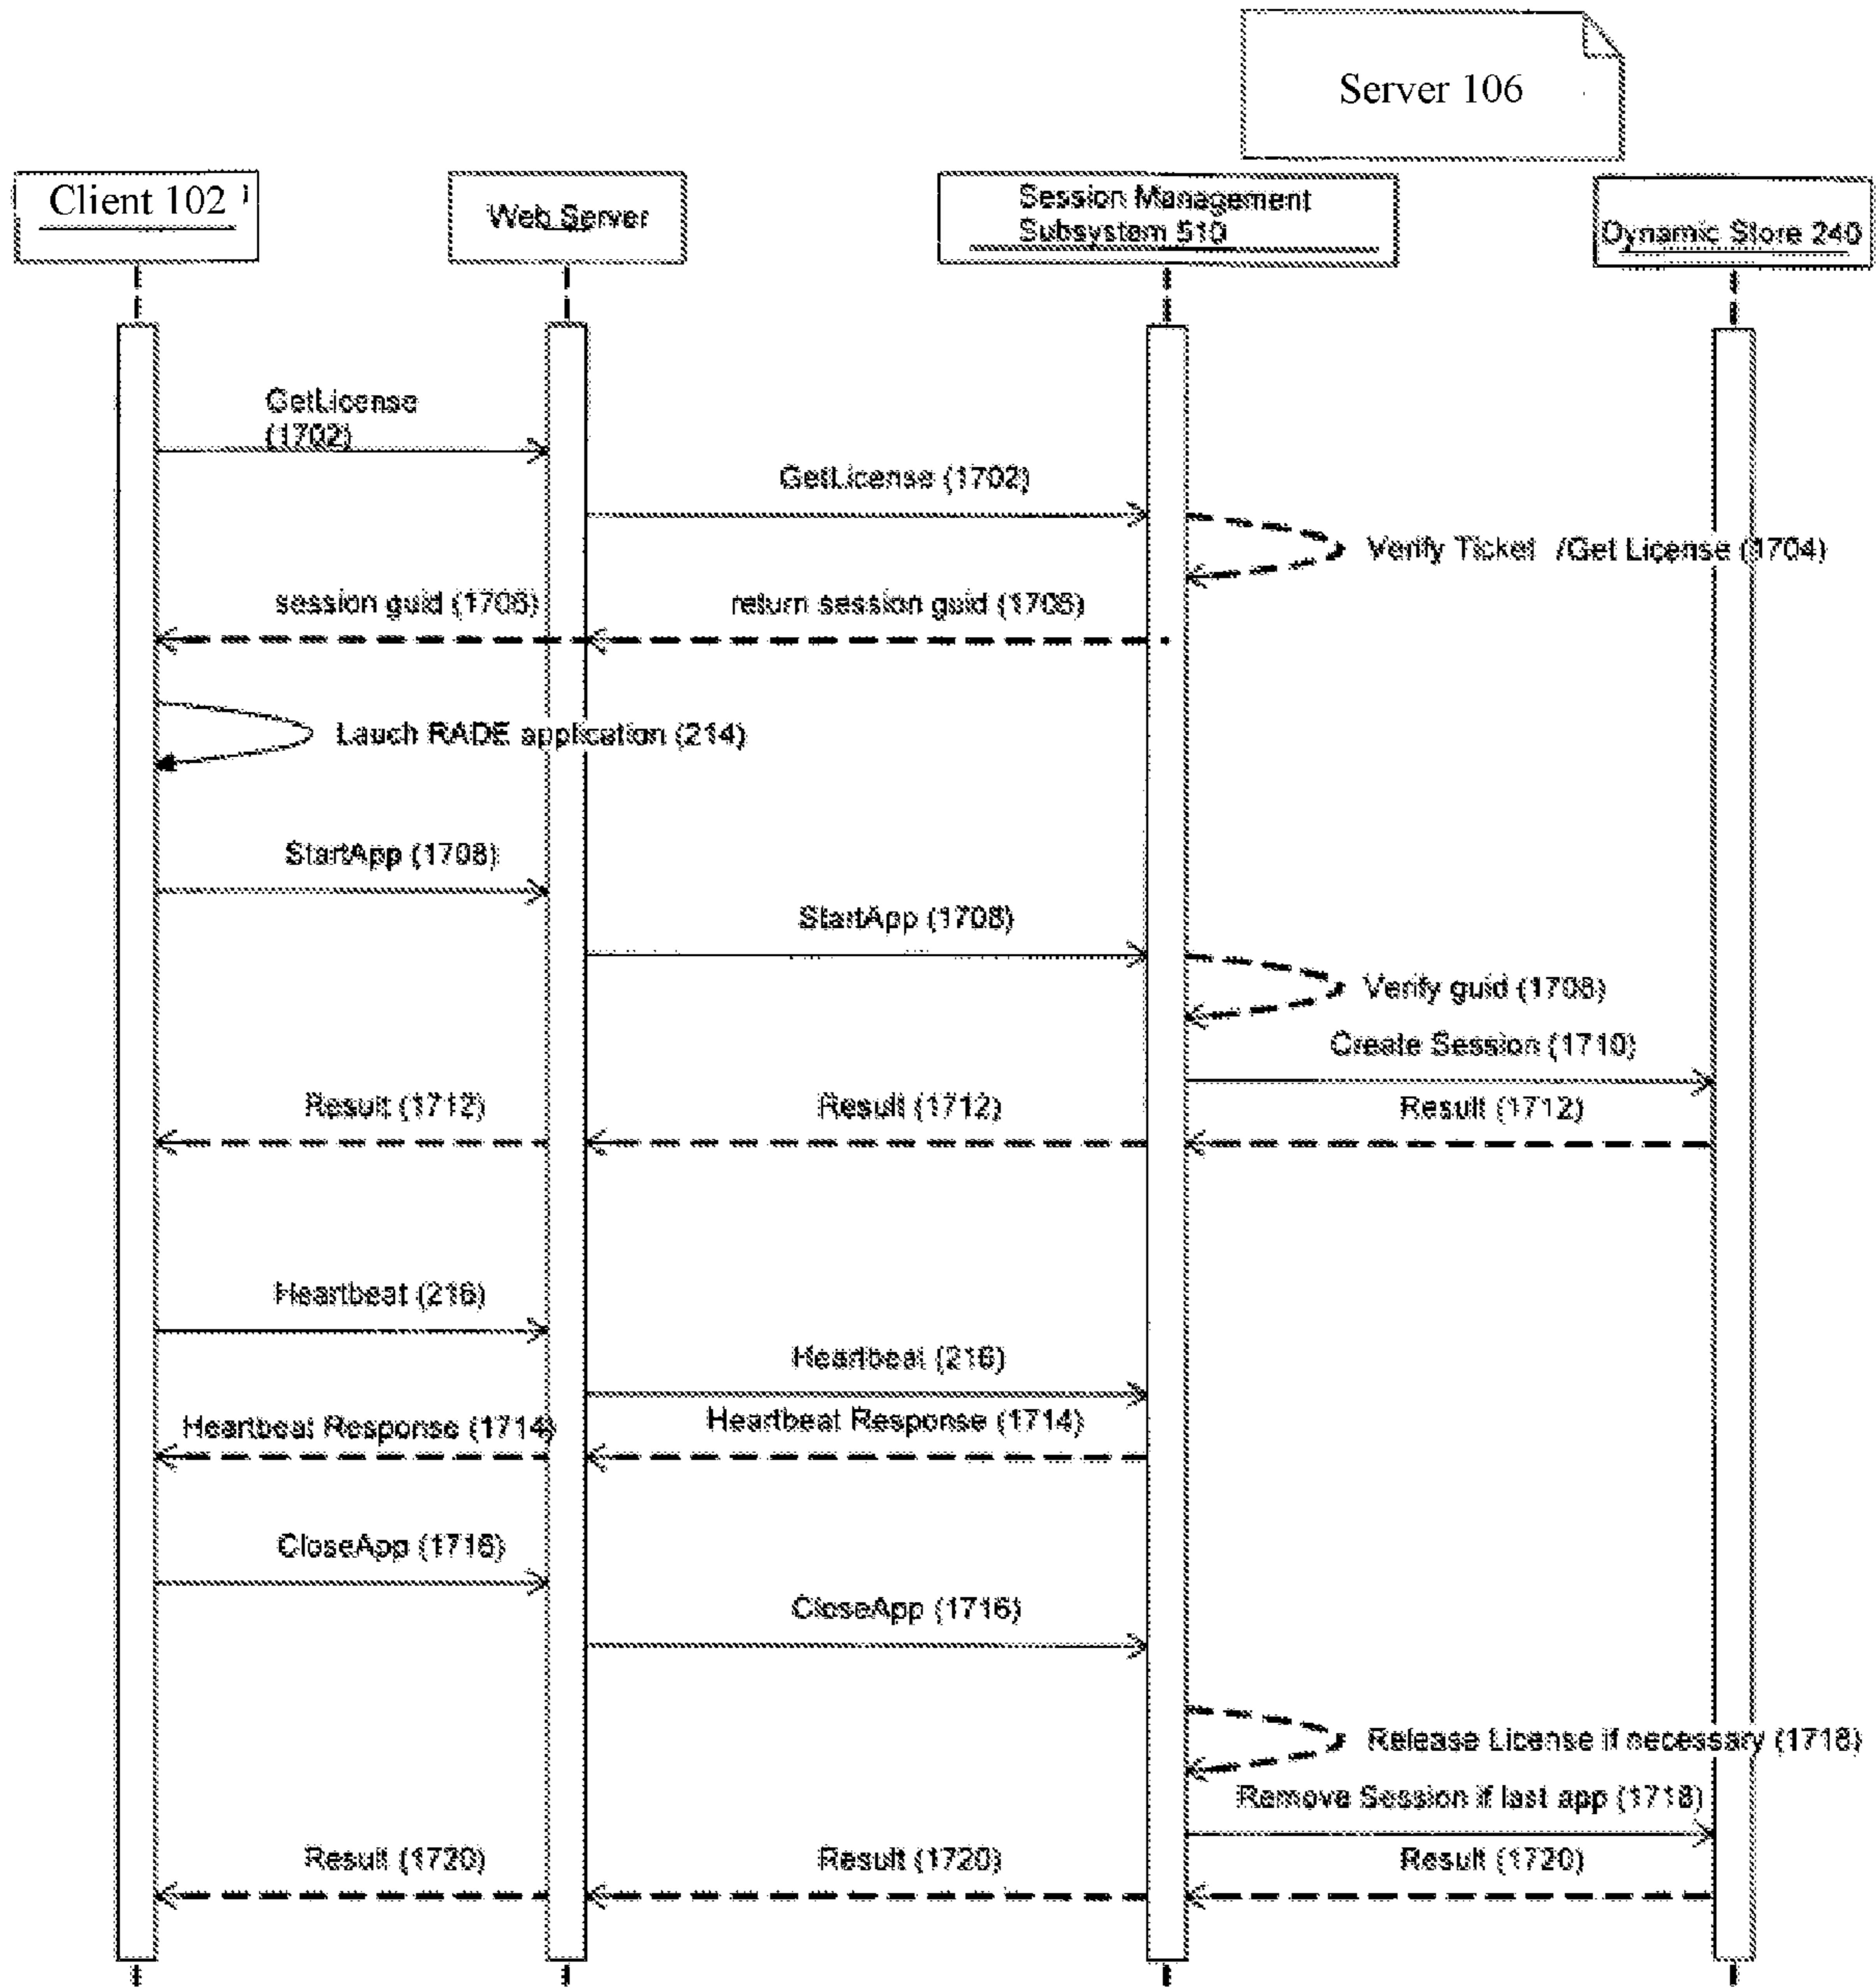 Server 106
Client 102
Web Server
Session Management
Subsystem 510
Dynamic Store 240
GetLicense
(1702)
GetLicense (1702)
Verify Ticket /Get License (1704)
session guid (1706)
return session guid (1706)
Lauch RADE application (214)
StartApp (1708)
StartApp (1708)
Verify guid (1708)
Create Session (1710)
Result (1712)
Result (1712)
Result (1712)
Heartbeat (216)
Heartbeat (216)
Heartbeat Response (1714)
Heartbeat Response (1714)
CloseApp (1716)
CloseApp (1716)
Release License if necessary (1718)
Remove Session if last app (1718)
Result (1720)
Result (1720)
Result (1720)